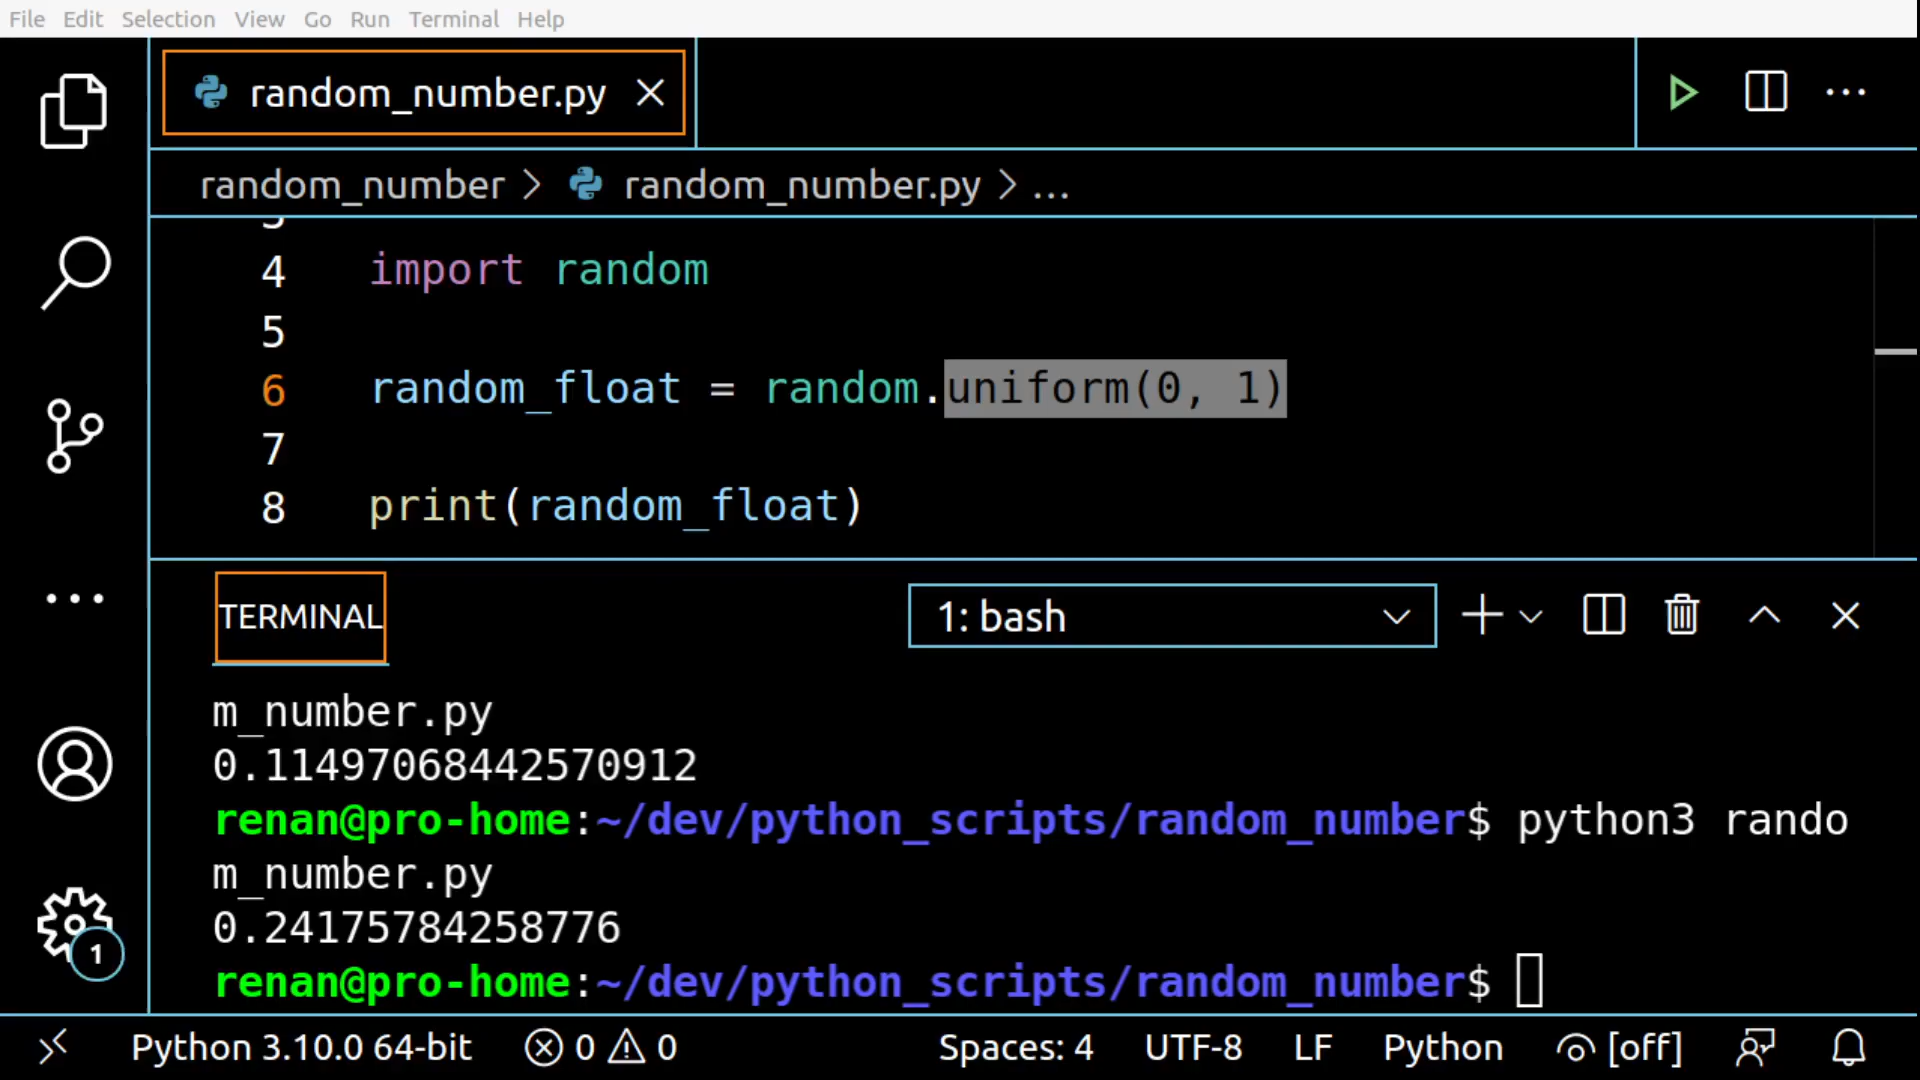 File Edit Selection View Go Run Terminal Help
random_number.py
random_number > random_number.py > ...
4 import random
5
6 random_float = random.uniform(0, 1)
7
8 print(random_float)
TERMINAL
1: bash
m_number.py
0.11497068442570912
renan@pro-home:~/dev/python_scripts/random_number$ python3 rando
m_number.py
0.24175784258776
renan@pro-home:~/dev/python_scripts/random_number$
1
Python 3.10.0 64-bit 0 0 Spaces: 4 UTF-8 LF Python [off]